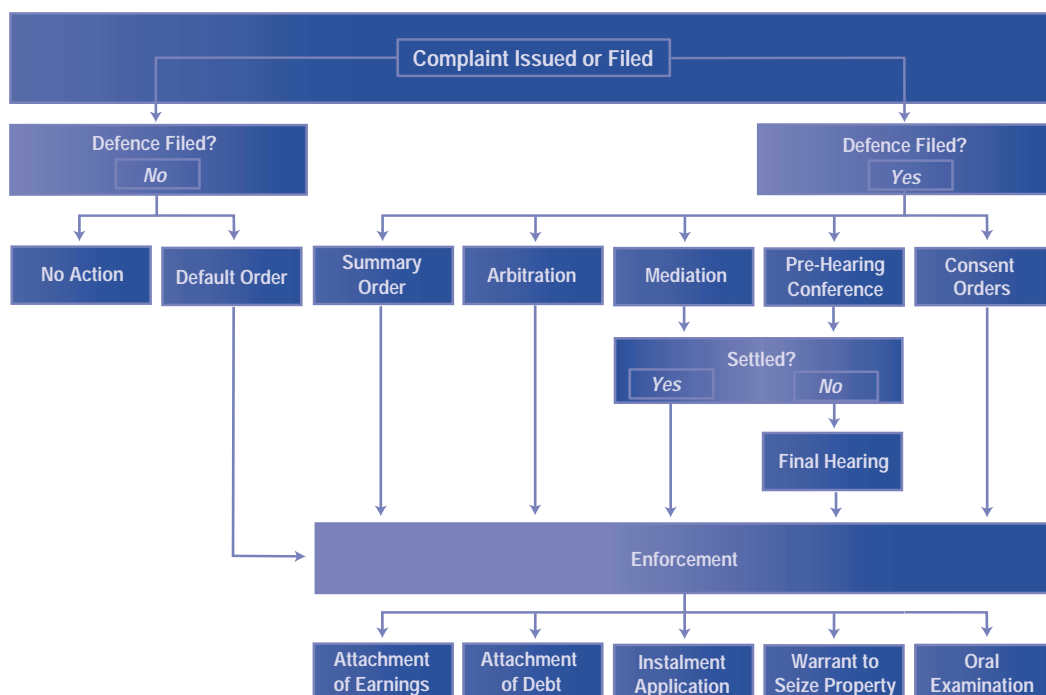 Complaint Issued or Filed
Defence Filed?
No
Defence Filed?
Yes
No Action
Default Order
Summary
Order
Arbitration
Mediation
Pre-Hearing
Conference
Consent
Orders
Settled?
Yes
No
Final Hearing
Enforcement
Attachment
of Earnings
Attachment
of Debt
Instalment
Application
Warrant to
Seize Property
Oral
Examination